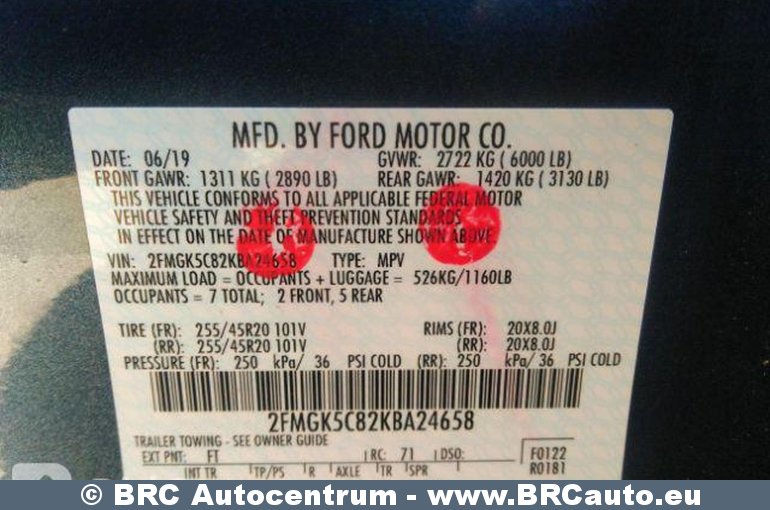 MFD. BY FORD MOTOR CO.
DATE: 06/19 GVWR: 2722 KG ( 6000 LB)
FRONT GAWR: 1311 KG ( 2890 LB) REAR GAWR: 1420 KG ( 3130 LB)
THIS VEHICLE CONFORMS TO ALL APPLICABLE FEDERAL MOTOR
VEHICLE SAFETY AND THEFT PREVENTION STANDARDS
IN EFFECT ON THE DATE OF MANUFACTURE SHOWN ABOVE.
VIN: 2FMGK5C82KBA24658 TYPE: MPV
MAXIMUM LOAD = OCCUPANTS + LUGGAGE = 526KG/1160LB
OCCUPANTS = 7 TOTAL; 2 FRONT, 5 REAR
TIRE (FR): 255/45R20 101V RIMS (FR): 20X8.0J
(RR): 255/45R20 101V (RR): 20X8.0J
PRESSURE (FR): 250 kPa/ 36 PSI COLD (RR): 250 kPa/ 36 PSI COLD
2FMGK5C82KBA24658
TRAILER TOWING - SEE OWNER GUIDE
EXT PNT: FT RC: 71 DSO: F0122
INT TR TP/PS R AXLE TR SPR R0181
© BRC Autocentrum - www.BRCauto.eu